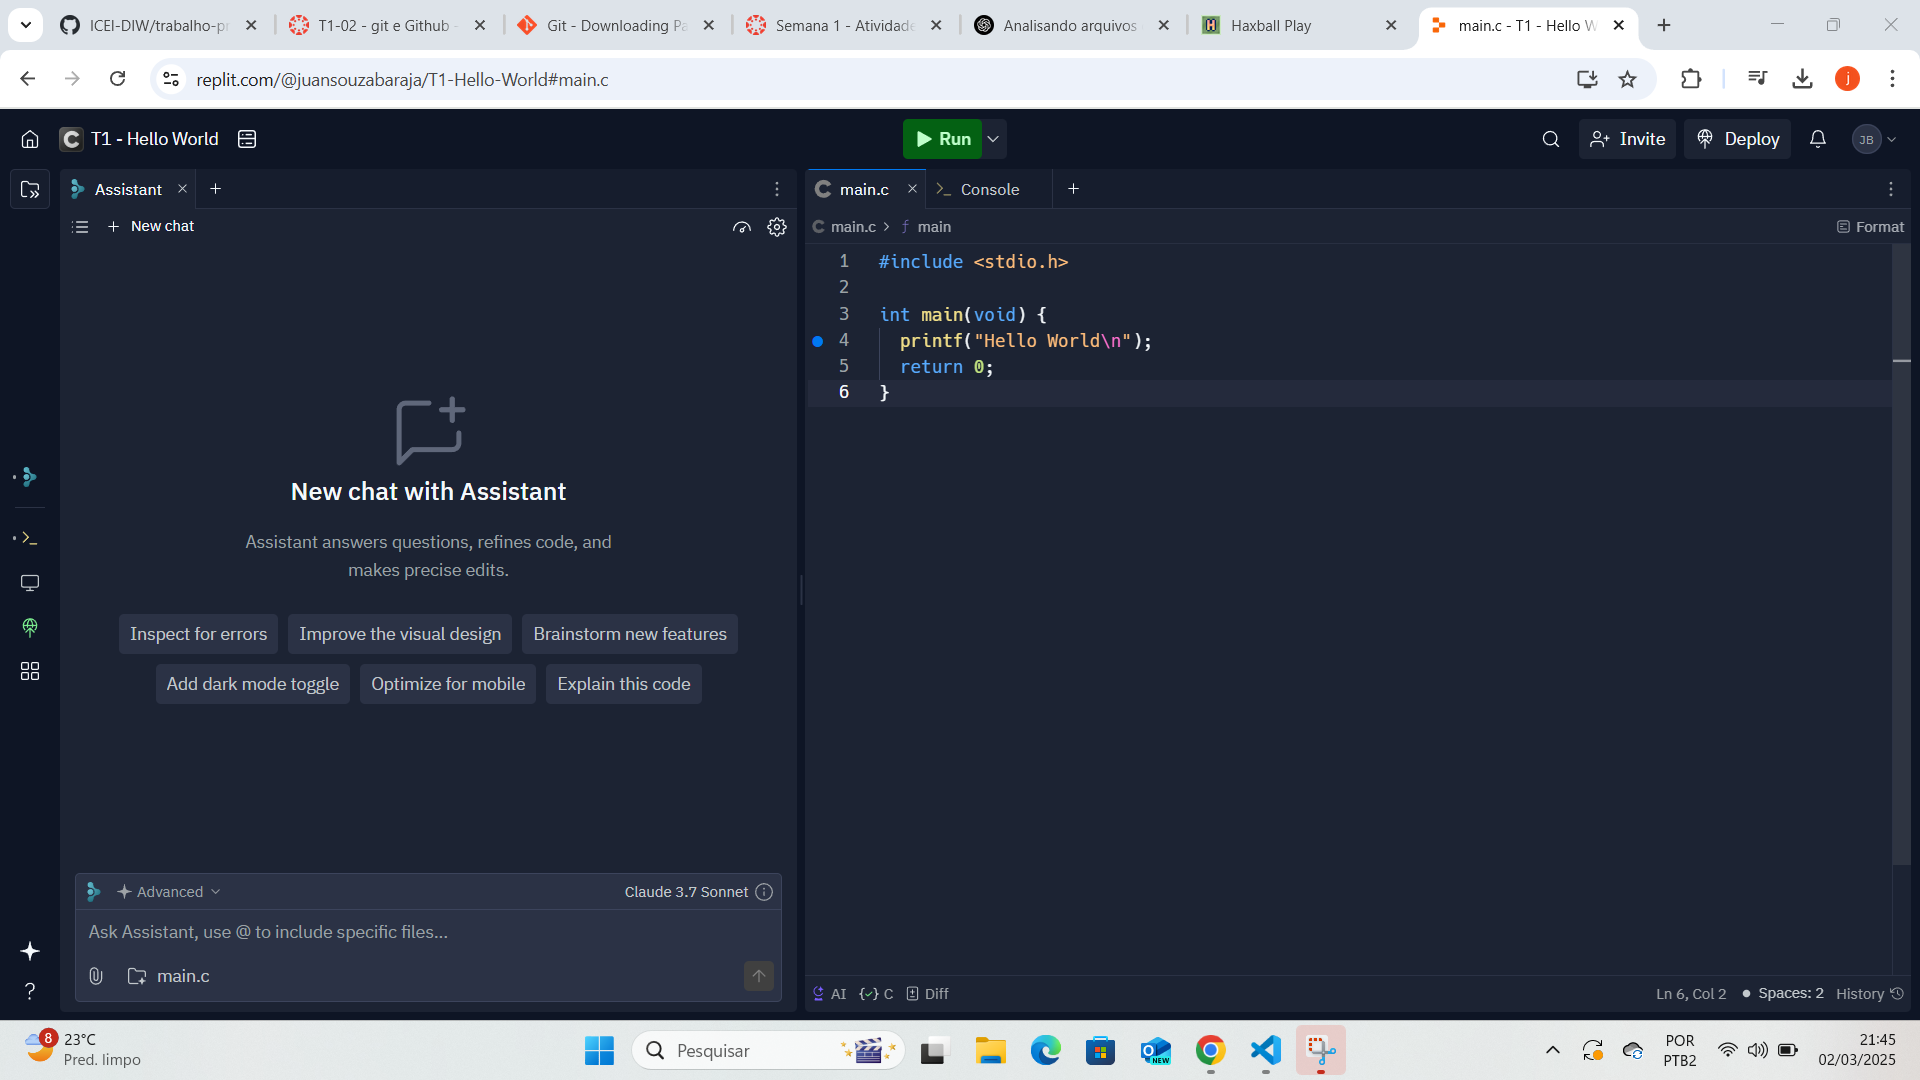 ICEI-DIW/trabalho-pr
T1-02 - git e Github -
Git - Downloading Pa
Semana 1 - Atividade
Analisando arquivos
Haxball Play
main.c - T1 - Hello W
replit.com/@juansouzabaraja/T1-Hello-World#main.c
j
T1 - Hello World
Run
Invite
Deploy
JB
Assistant
New chat
main.c
Console
main.c > f main
Format
1 #include <stdio.h>
2
3 int main(void) {
4 printf("Hello World\n");
5 return 0;
6 }
New chat with Assistant
Assistant answers questions, refines code, and
makes precise edits.
Inspect for errors
Improve the visual design
Brainstorm new features
Add dark mode toggle
Optimize for mobile
Explain this code
Advanced
Claude 3.7 Sonnet
Ask Assistant, use @ to include specific files...
main.c
AI
C
Diff
Ln 6, Col 2
Spaces: 2
History
8
23°C
Pred. limpo
Pesquisar
NEW
POR
PTB2
21:45
02/03/2025